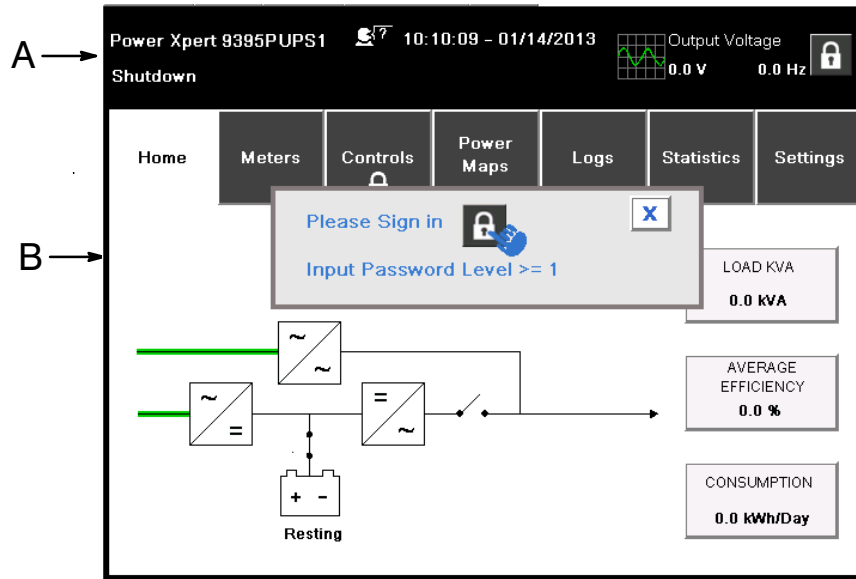 A
Power Xpert 9395PUPS1
? 10:10:09 - 01/14/2013
Output Voltage
Shutdown
0.0 V 0.0 Hz
Home
Meters
Controls
Power
Maps
Logs
Statistics
Settings
B
Please Sign in
X
Input Password Level >= 1
LOAD KVA
0.0 kVA
AVERAGE
EFFICIENCY
0.0 %
CONSUMPTION
0.0 kWh/Day
~
~
~
=
=
~
+ -
Resting